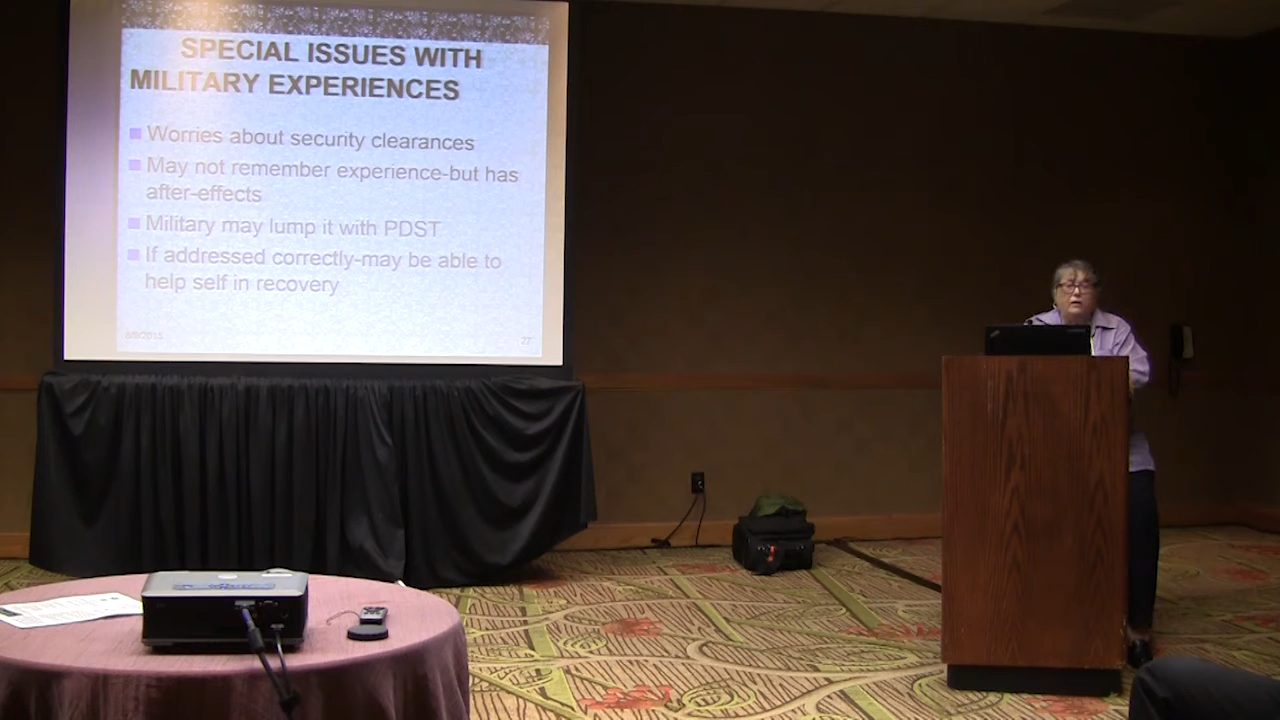 SPECIAL ISSUES WITH
MILITARY EXPERIENCES
Worries about security clearances
May not remember experience-but has
after-effects
Military may lump it with PDST
If addressed correctly-may be able to
help self in recovery
27